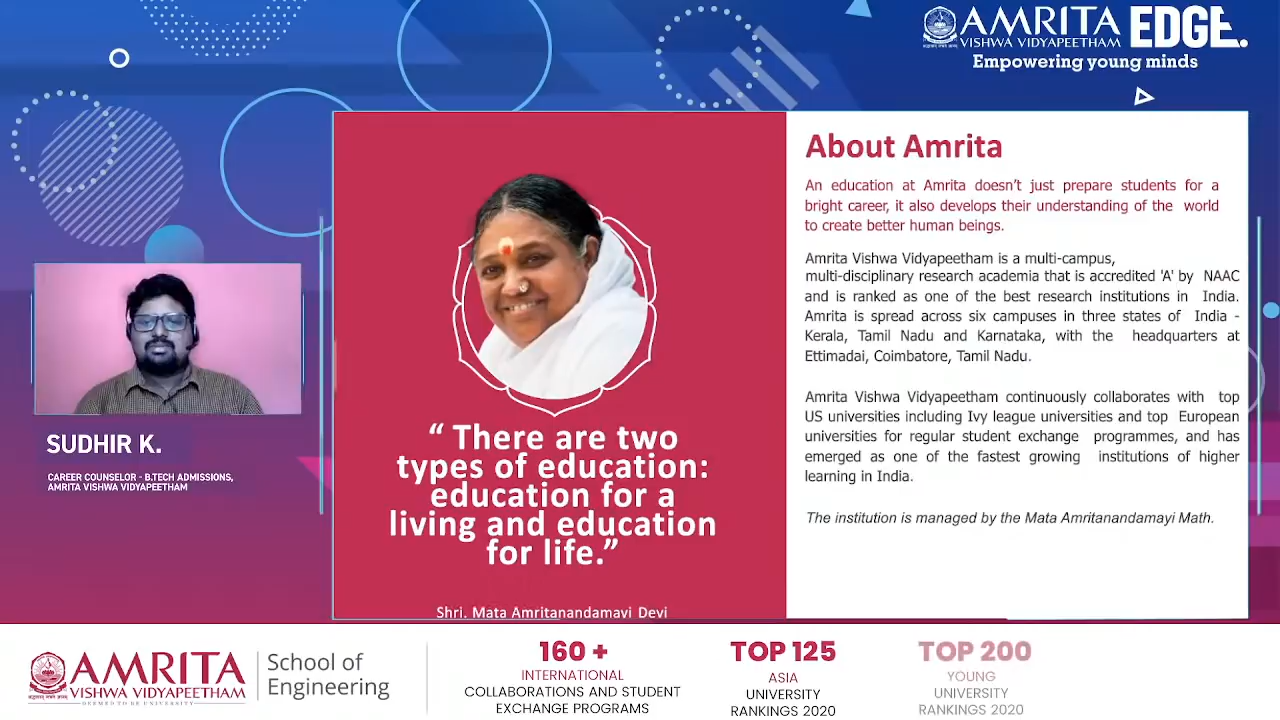 AMRITA EDGE.
VISHWA VIDYAPEETHAM
Empowering young minds
SUDHIR K.
CAREER COUNSELOR - B.TECH ADMISSIONS,
AMRITA VISHWA VIDYAPEETHAM
“ There are two
types of education:
education for a
living and education
for life.”
Shri. Mata Amritanandamavi Devi
About Amrita
An education at Amrita doesn’t just prepare students for a
bright career, it also develops their understanding of the world
to create better human beings.
Amrita Vishwa Vidyapeetham is a multi-campus,
multi-disciplinary research academia that is accredited 'A' by NAAC
and is ranked as one of the best research institutions in India.
Amrita is spread across six campuses in three states of India -
Kerala, Tamil Nadu and Karnataka, with the headquarters at
Ettimadai, Coimbatore, Tamil Nadu.
Amrita Vishwa Vidyapeetham continuously collaborates with top
US universities including Ivy league universities and top European
universities for regular student exchange programmes, and has
emerged as one of the fastest growing institutions of higher
learning in India.
The institution is managed by the Mata Amritanandamayi Math.
AMRITA
VISHWA VIDYAPEETHAM
DEEMED TO BE UNIVERSITY
School of
Engineering
160 +
INTERNATIONAL
COLLABORATIONS AND STUDENT
EXCHANGE PROGRAMS
TOP 125
ASIA
UNIVERSITY
RANKINGS 2020
TOP 200
YOUNG
UNIVERSITY
RANKINGS 2020